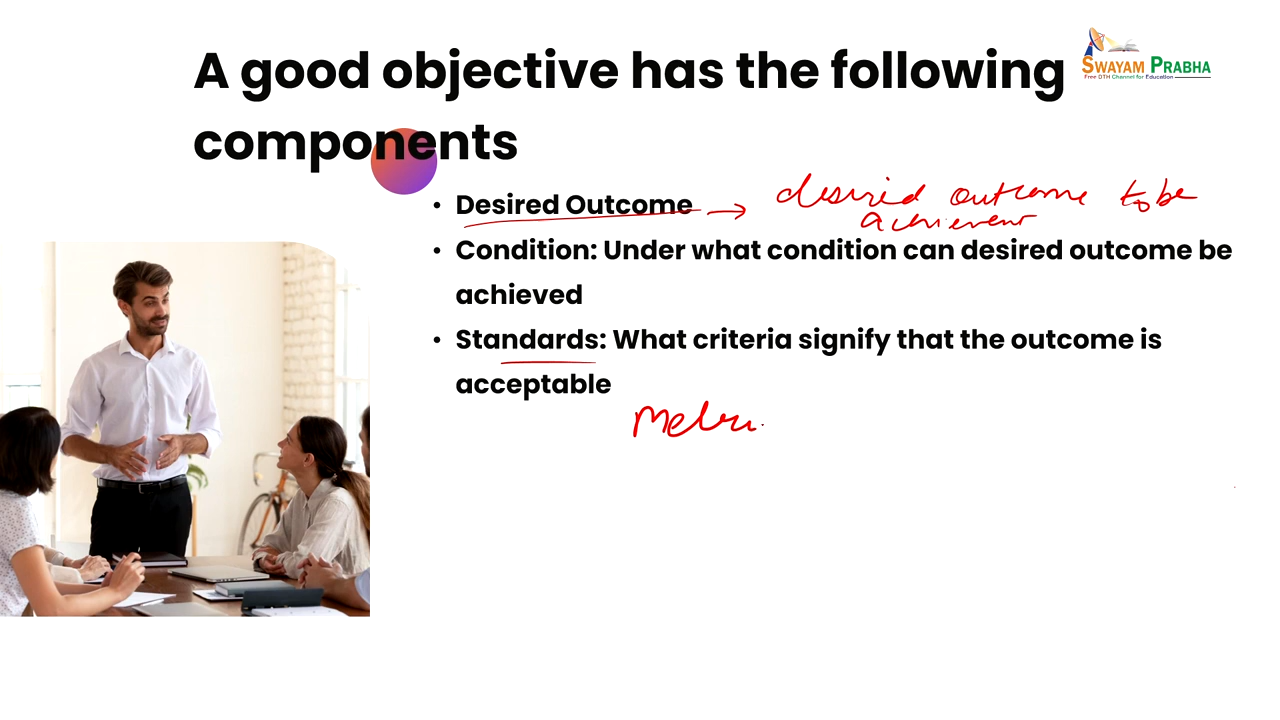 A good objective has the following
components
SWAYAM PRABHA
Free DTH Channel for Education
• Desired Outcome → desired outcome to be
• Condition: Under what condition can desired outcome be
achieved
• Standards: What criteria signify that the outcome is
acceptable